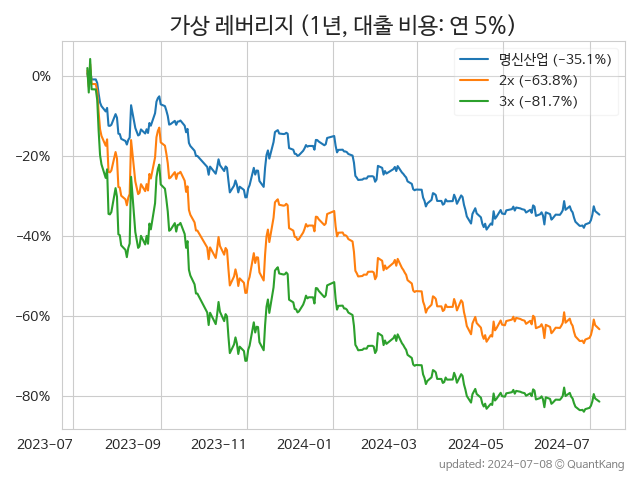 가상 레버리지 (1년, 대출 비용: 연 5%)
명신산업 (−35.1%)
2x (−63.8%)
3x (−81.7%)
0%
−20%
−40%
−60%
−80%
2023-07 2023-09 2023-11 2024-01 2024-03 2024-05 2024-07
updated: 2024-07-08 © QuantKang